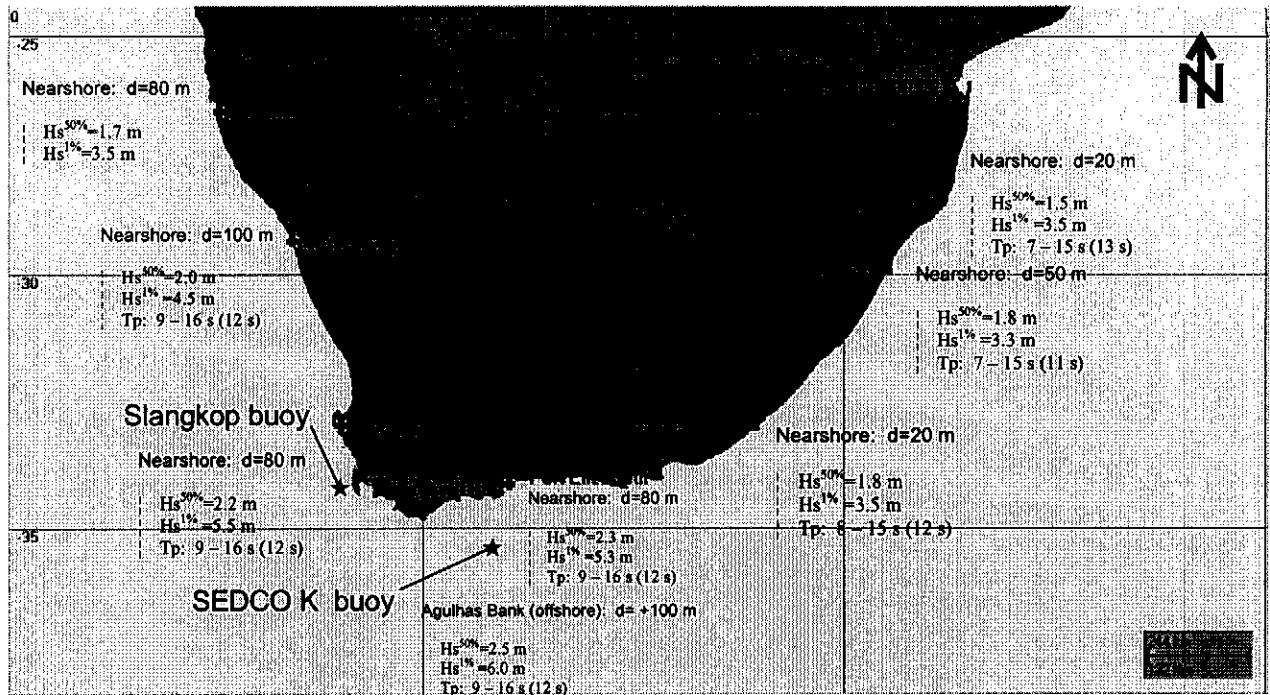 0
-25
N
Nearshore: d=80 m
Hs50%=1.7 m
Hs1%=3.5 m
Nearshore: d=20 m
Hs50%=1.5 m
Hs1%=3.5 m
Tp: 7 – 15 s (13 s)
Nearshore: d=100 m
Hs50%=2.0 m
Hs1%=4.5 m
Tp: 9 – 16 s (12 s)
-30
Nearshore: d=50 m
Hs50%=1.8 m
Hs1%=3.3 m
Tp: 7 – 15 s (11 s)
Slangkop buoy
Nearshore: d=80 m
Hs50%=2.2 m
Hs1%=5.5 m
Tp: 9 – 16 s (12 s)
-35
Nearshore: d=20 m
Hs50%=1.8 m
Hs1%=3.5 m
Tp: 8 – 15 s (12 s)
Nearshore: d=80 m
Hs50%=2.3 m
Hs1%=5.3 m
Tp: 9 – 16 s (12 s)
SEDCO K buoy
Agulhas Bank (offshore): d= +100 m
Hs50%=2.5 m
Hs1%=6.0 m
Tp: 9 – 16 s (12 s)